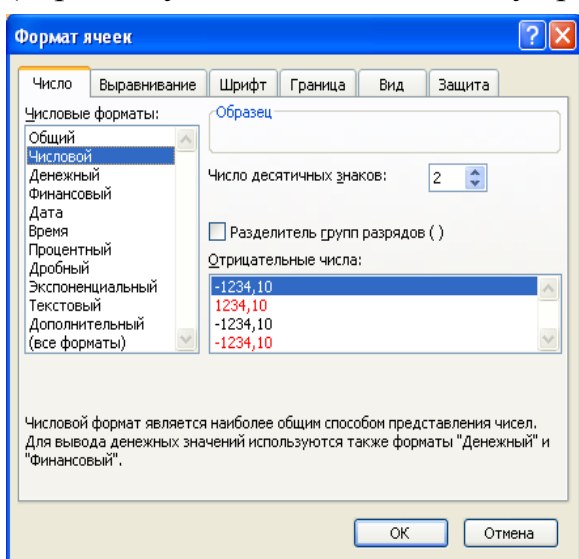 Формат ячеек
Число Выравнивание Шрифт Граница Вид Защита
Числовые форматы:
Общий
Числовой
Денежный
Финансовый
Дата
Время
Процентный
Дробный
Экспоненциальный
Текстовый
Дополнительный
(все форматы)
Образец
Число десятичных знаков: 2
Разделитель групп разрядов ( )
Отрицательные числа:
-1234,10
1234,10
-1234,10
-1234,10
Числовой формат является наиболее общим способом представления чисел.
Для вывода денежных значений используются также форматы "Денежный" и
"Финансовый".
ОК Отмена